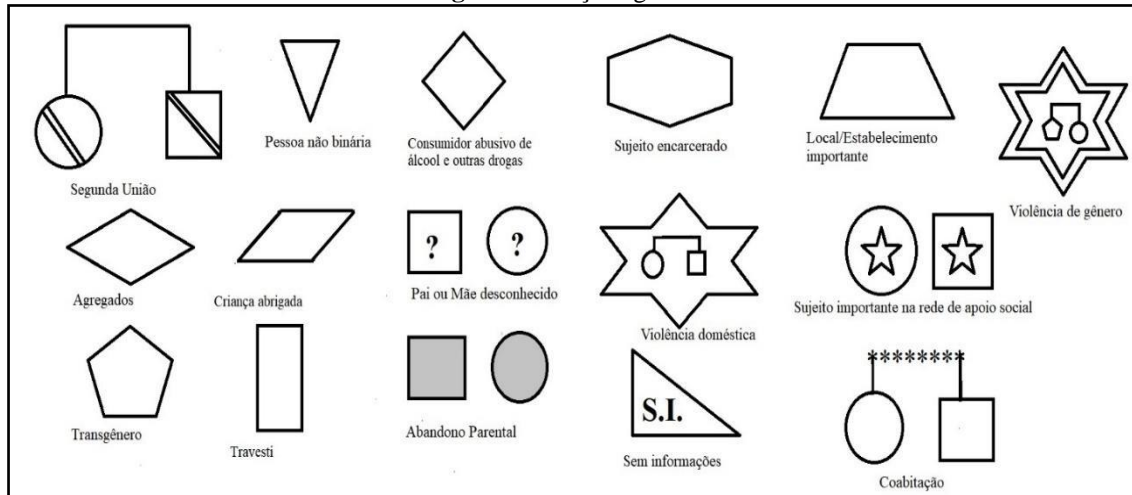 Pessoa não binária
Consumidor abusivo de
álcool e outras drogas
Sujeito encarcerado
Local/Estabelecimento
importante
Segunda União
Violência de gênero
?
?
Agregados
Criança abrigada
Pai ou Mãe desconhecido
Violência doméstica
Sujeito importante na rede de apoio social
********
S.I.
Transgênero
Travesti
Abandono Parental
Sem informações
Coabitação